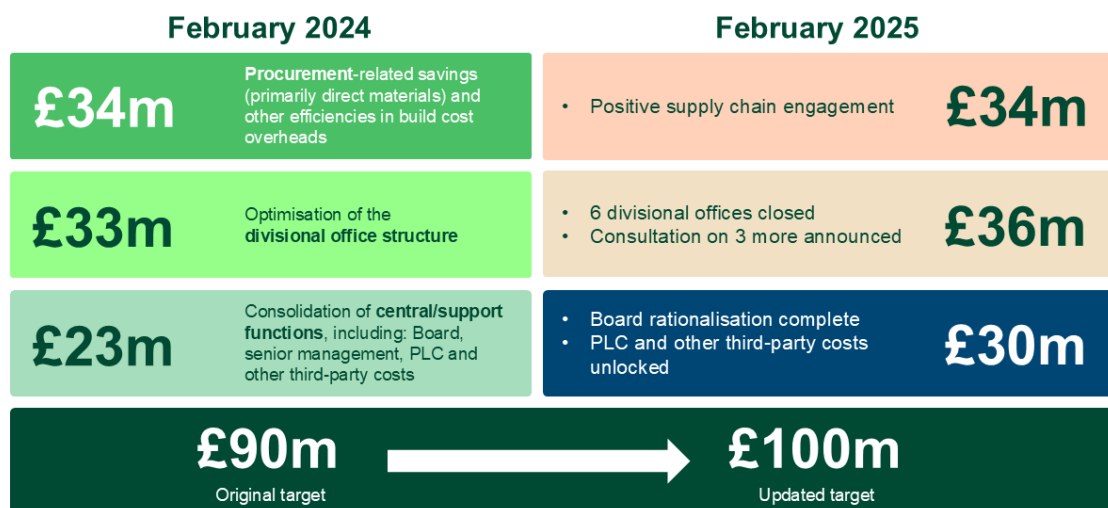 February 2024
February 2025
£34m
Procurement-related savings
(primarily direct materials) and
other efficiencies in build cost
overheads
• Positive supply chain engagement
£34m
£33m
Optimisation of the
divisional office structure
• 6 divisional offices closed
• Consultation on 3 more announced
£36m
£23m
Consolidation of central/support
functions, including: Board,
senior management, PLC and
other third-party costs
• Board rationalisation complete
• PLC and other third-party costs
unlocked
£30m
£90m
Original target
£100m
Updated target